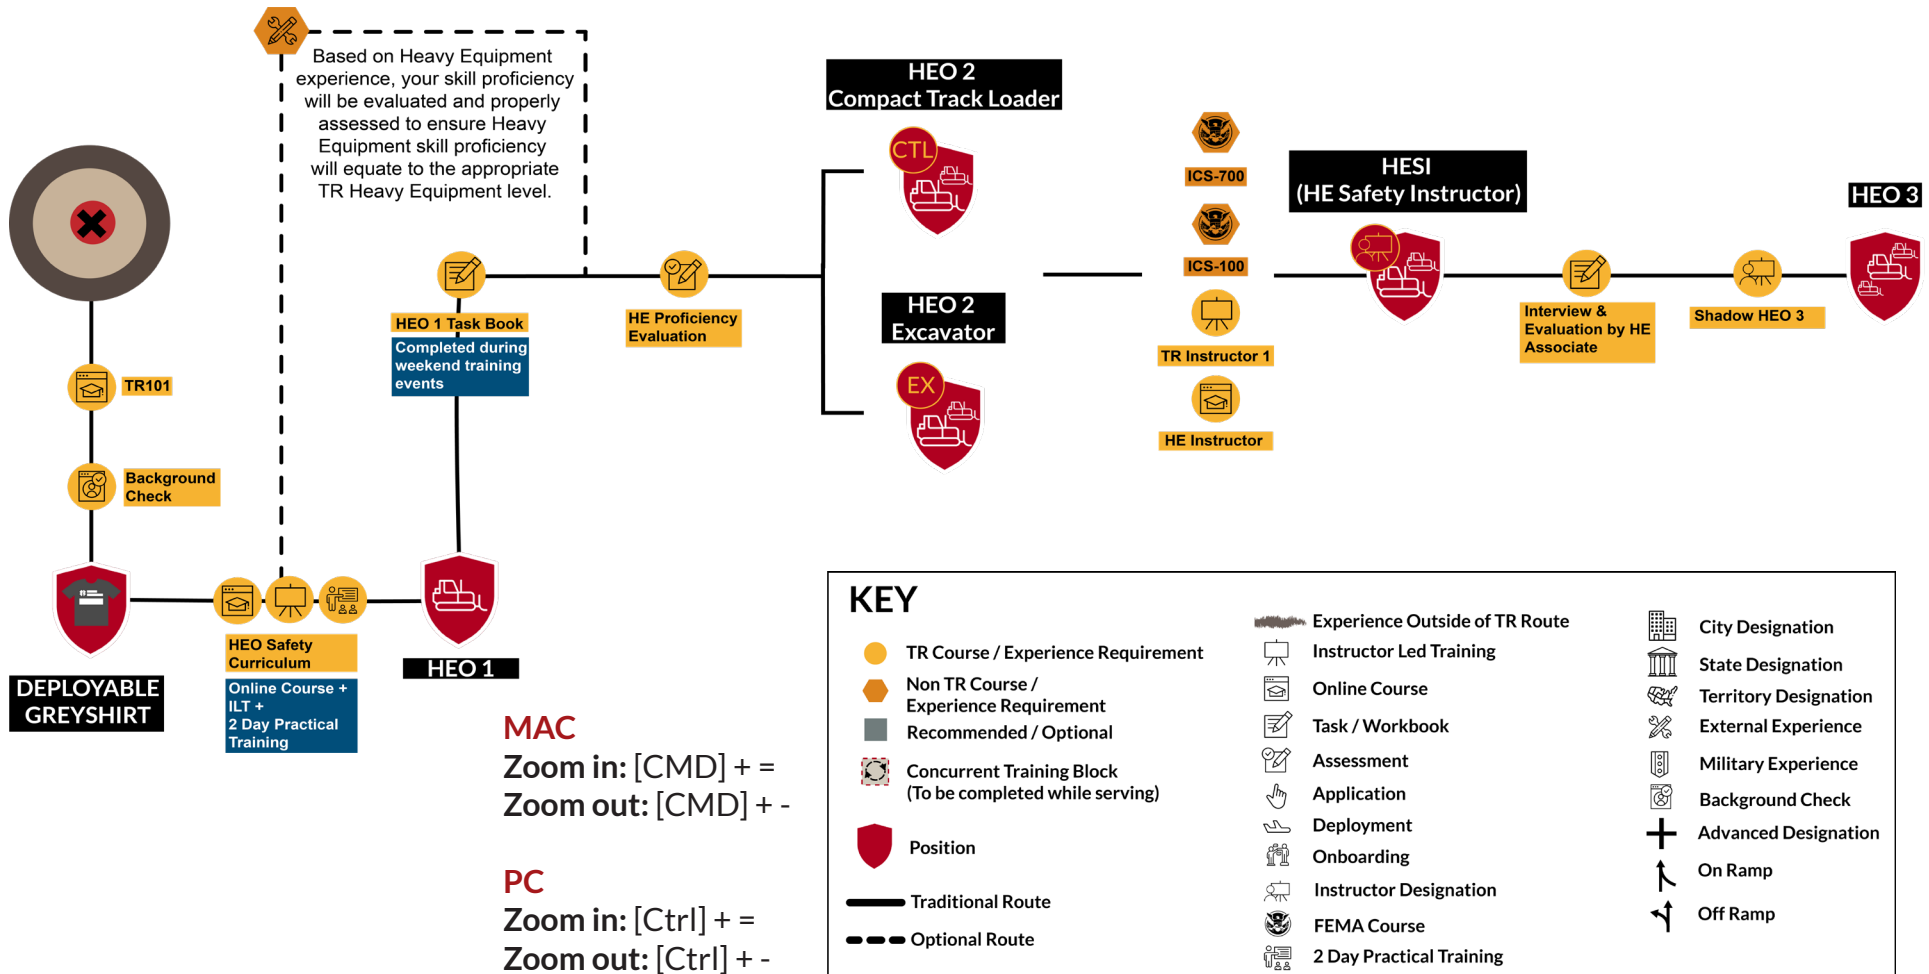 Based on Heavy Equipment
experience, your skill proficiency
will be evaluated and properly
assessed to ensure Heavy
Equipment skill proficiency
will equate to the appropriate
TR Heavy Equipment level.
TR101
Background
Check
DEPLOYABLE
GREYSHIRT
HEO Safety
Curriculum
Online Course +
ILT +
2 Day Practical
Training
HEO 1
HEO 1 Task Book
Completed during
weekend training
events
HE Proficiency
Evaluation
HEO 2
Compact Track Loader
CTL
HEO 2
Excavator
EX
ICS-700
ICS-100
TR Instructor 1
HE Instructor
HESI
(HE Safety Instructor)
Interview &
Evaluation by HE
Associate
Shadow HEO 3
HEO 3
MAC
Zoom in: [CMD] + =
Zoom out: [CMD] + -
PC
Zoom in: [Ctrl] + =
Zoom out: [Ctrl] + -
KEY
TR Course / Experience Requirement
Non TR Course /
Experience Requirement
Recommended / Optional
Concurrent Training Block
(To be completed while serving)
Position
Traditional Route
Optional Route
Experience Outside of TR Route
Instructor Led Training
Online Course
Task / Workbook
Assessment
Application
Deployment
Onboarding
Instructor Designation
FEMA Course
2 Day Practical Training
City Designation
State Designation
Territory Designation
External Experience
Military Experience
Background Check
Advanced Designation
On Ramp
Off Ramp